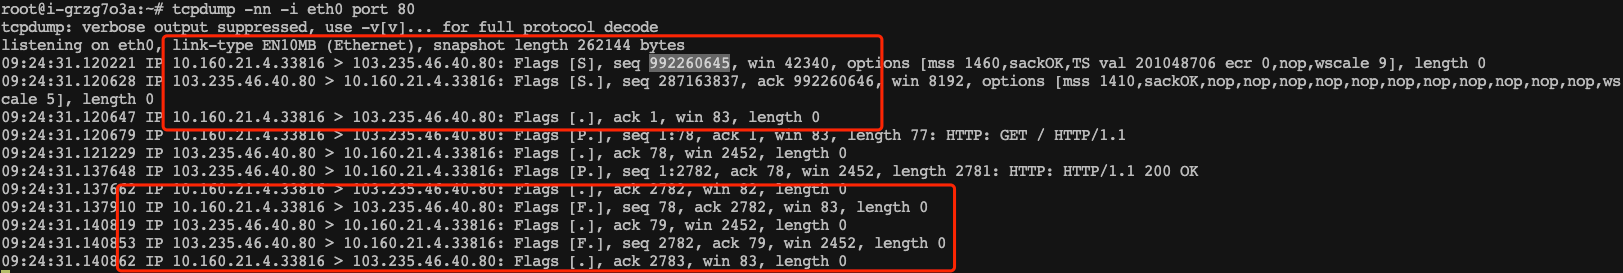 root@i-grzg7o3a:~# tcpdump -nn -i eth0 port 80
tcpdump: verbose output suppressed, use -v[v]... for full protocol decode
listening on eth0, link-type EN10MB (Ethernet), snapshot length 262144 bytes
09:24:31.120221 IP 10.160.21.4.33816 > 103.235.46.40.80: Flags [S], seq 992260645, win 42340, options [mss 1460,sackOK,TS val 201048706 ecr 0,nop,wscale 9], length 0
09:24:31.120628 IP 103.235.46.40.80 > 10.160.21.4.33816: Flags [S.], seq 287163837, ack 992260646, win 8192, options [mss 1410,sackOK,nop,nop,nop,nop,nop,nop,nop,nop,nop,nop,nop,ws
cale 5], length 0
09:24:31.120647 IP 10.160.21.4.33816 > 103.235.46.40.80: Flags [.], ack 1, win 83, length 0
09:24:31.120679 IP 10.160.21.4.33816 > 103.235.46.40.80: Flags [P.], seq 1:78, ack 1, win 83, length 77: HTTP: GET / HTTP/1.1
09:24:31.121229 IP 103.235.46.40.80 > 10.160.21.4.33816: Flags [.], ack 78, win 2452, length 0
09:24:31.137648 IP 103.235.46.40.80 > 10.160.21.4.33816: Flags [P.], seq 1:2782, ack 78, win 2452, length 2781: HTTP: HTTP/1.1 200 OK
09:24:31.137662 IP 10.160.21.4.33816 > 103.235.46.40.80: Flags [.], ack 2782, win 82, length 0
09:24:31.137910 IP 10.160.21.4.33816 > 103.235.46.40.80: Flags [F.], seq 78, ack 2782, win 83, length 0
09:24:31.140819 IP 103.235.46.40.80 > 10.160.21.4.33816: Flags [.], ack 79, win 2452, length 0
09:24:31.140853 IP 103.235.46.40.80 > 10.160.21.4.33816: Flags [F.], seq 2782, ack 79, win 2452, length 0
09:24:31.140862 IP 10.160.21.4.33816 > 103.235.46.40.80: Flags [.], ack 2783, win 83, length 0